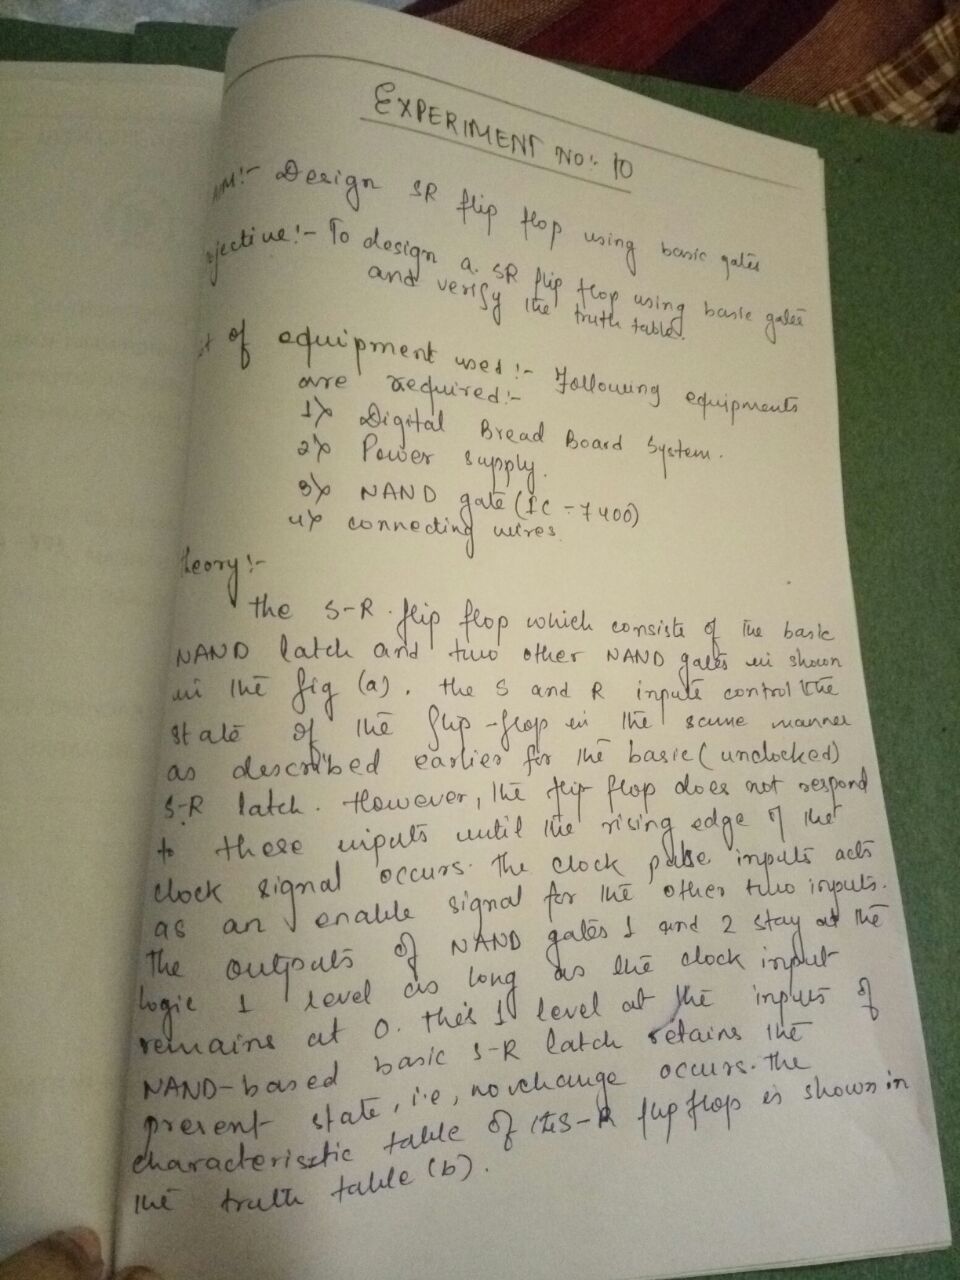 EXPERIMENT NO:- 10
AIM:- Design SR flip flop using basic gates
jective:- To design a SR flip flop using basic gates
and verify the truth table.
st of equipment used:- Following equipments
are required:-
1> Digital Bread Board System.
2> Power supply.
3> NAND gate (IC-7400)
4> connecting wires.
theory:-
the S-R flip flop which consists of the basic
NAND latch and two other NAND gates in shown
in the fig (a). the S and R inputs control the
state of the flip-flop in the same manner
as described earlier for the basic (unclocked)
S-R latch. However, the flip flop does not respond
to these inputs until the rising edge of the
clock signal occurs. The clock pulse inputs acts
as an enable signal for the other two inputs.
The outputs of NAND gates 1 and 2 stay at the
logic 1 level as long as the clock input
remains at 0. this 1 level at the inputs of
NAND-based basic S-R latch retains the
present state, i.e, no change occurs. The
characterisztic table of the S-R flip flop is shown in
the truth table (b).